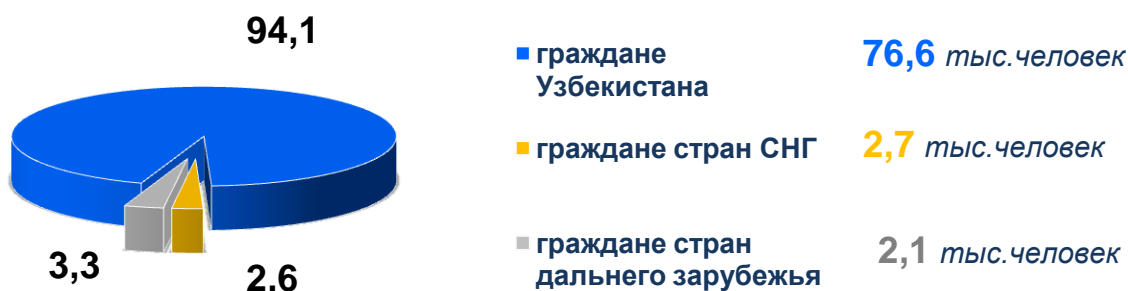 94,1
граждане
Узбекистана
76,6 тыс.человек
граждане стран СНГ
2,7 тыс.человек
граждане стран
дальнего зарубежья
2,1 тыс.человек
3,3
2,6